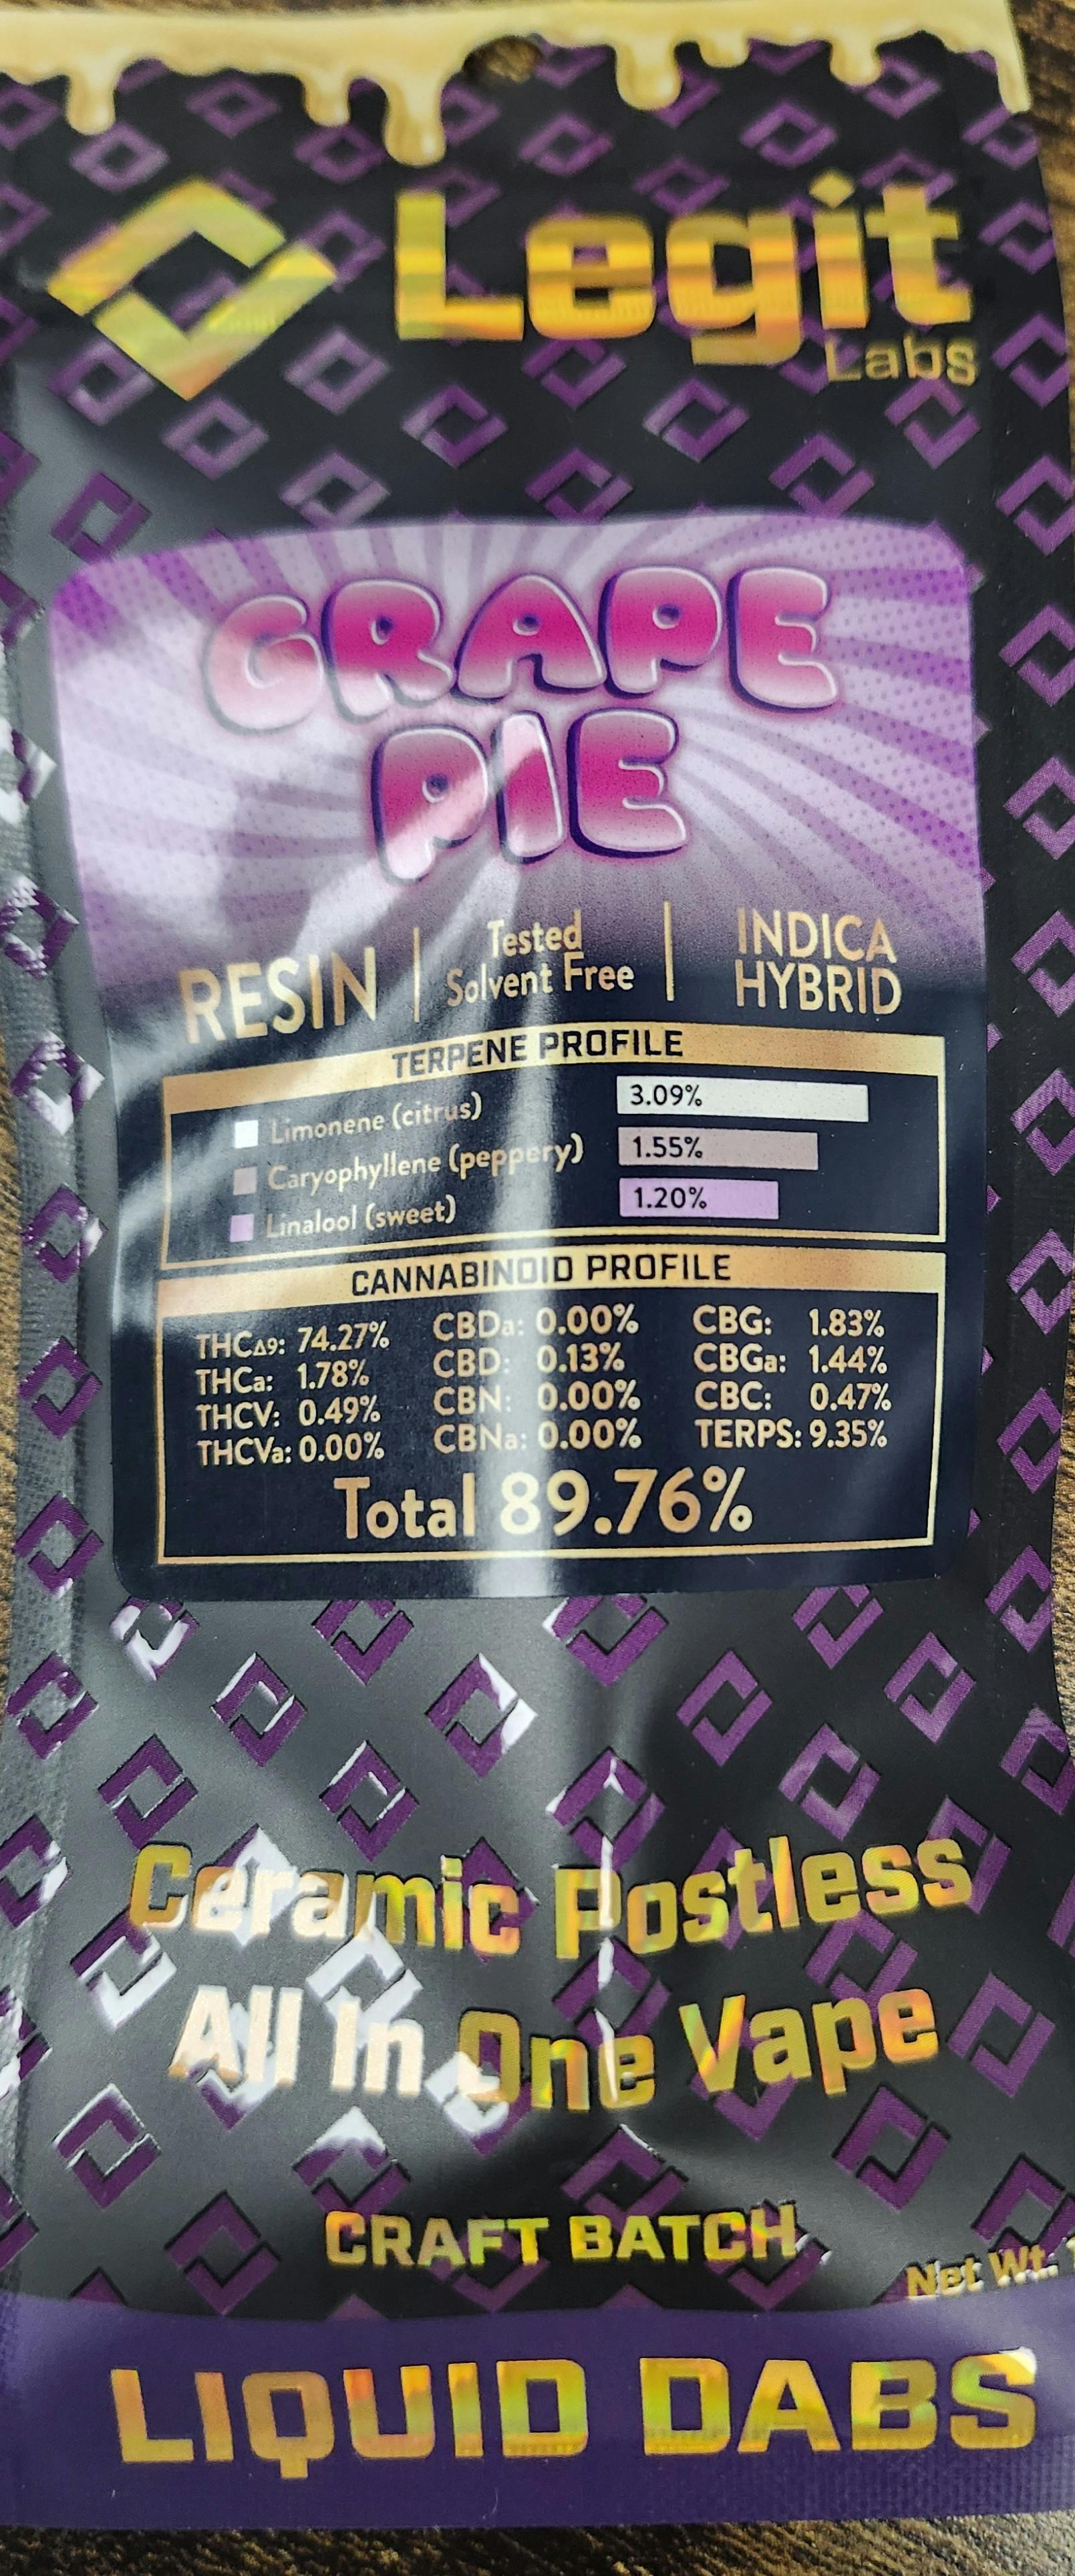 Legit
Labs
GRAPE
PIE
RESIN | Tested Solvent Free | INDICA HYBRID
TERPENE PROFILE
Limonene (citrus) 3.09%
Caryophyllene (peppery) 1.55%
Linalool (sweet) 1.20%
CANNABINOID PROFILE
THCΔ9: 74.27% CBDa: 0.00% CBG: 1.83%
THCa: 1.78% CBD: 0.13% CBGa: 1.44%
THCV: 0.49% CBN: 0.00% CBC: 0.47%
THCVa: 0.00% CBNa: 0.00% TERPS: 9.35%
Total 89.76%
Ceramic Postless
All In One Vape
CRAFT BATCH
Net Wt.
LIQUID DABS